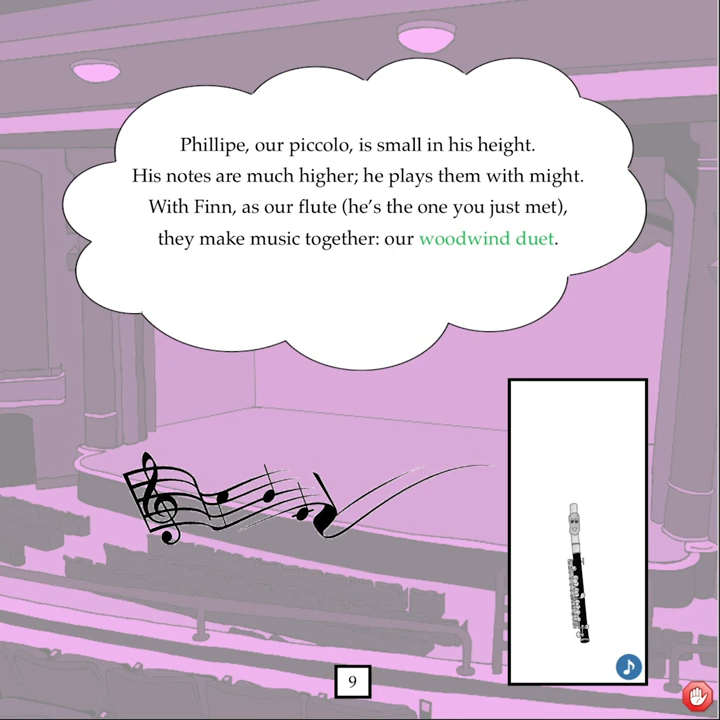 Phillipe, our piccolo, is small in his height.
His notes are much higher; he plays them with might.
With Finn, as our flute (he’s the one you just met),
they make music together: our woodwind duet.
9